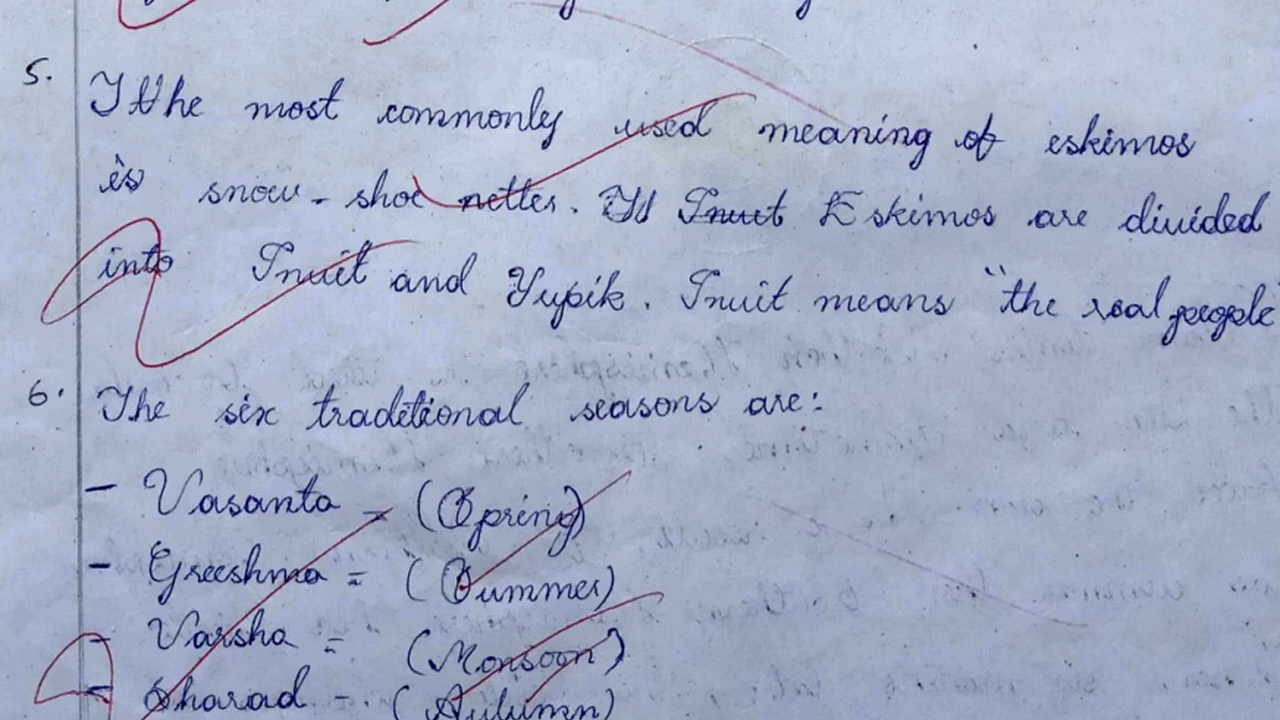 5. The most commonly used meaning of eskimos
is snow-shoe netter. Inuit Eskimos are divided
into Inuit and Yupik. Inuit means "the real people"
6. The six traditional seasons are:
- Vasanta - (Spring)
- Greeshma = (Summer)
- Varsha = (Monsoon)
- Sharad - (Autumn)